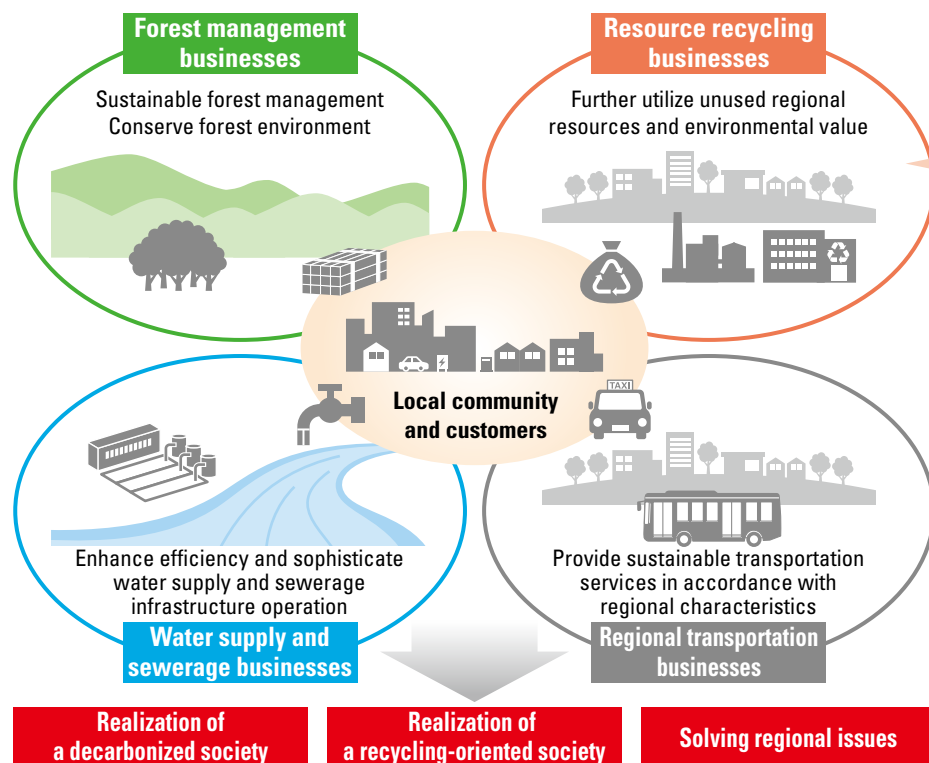 Forest management
businesses
Sustainable forest management
Conserve forest environment
Resource recycling
businesses
Further utilize unused regional
resources and environmental value
Local community
and customers
TAXI
Enhance efficiency and sophisticate
water supply and sewerage
infrastructure operation
Water supply and
sewerage businesses
Provide sustainable transportation
services in accordance with
regional characteristics
Regional transportation
businesses
Realization of
a decarbonized society
Realization of
a recycling-oriented society
Solving regional issues